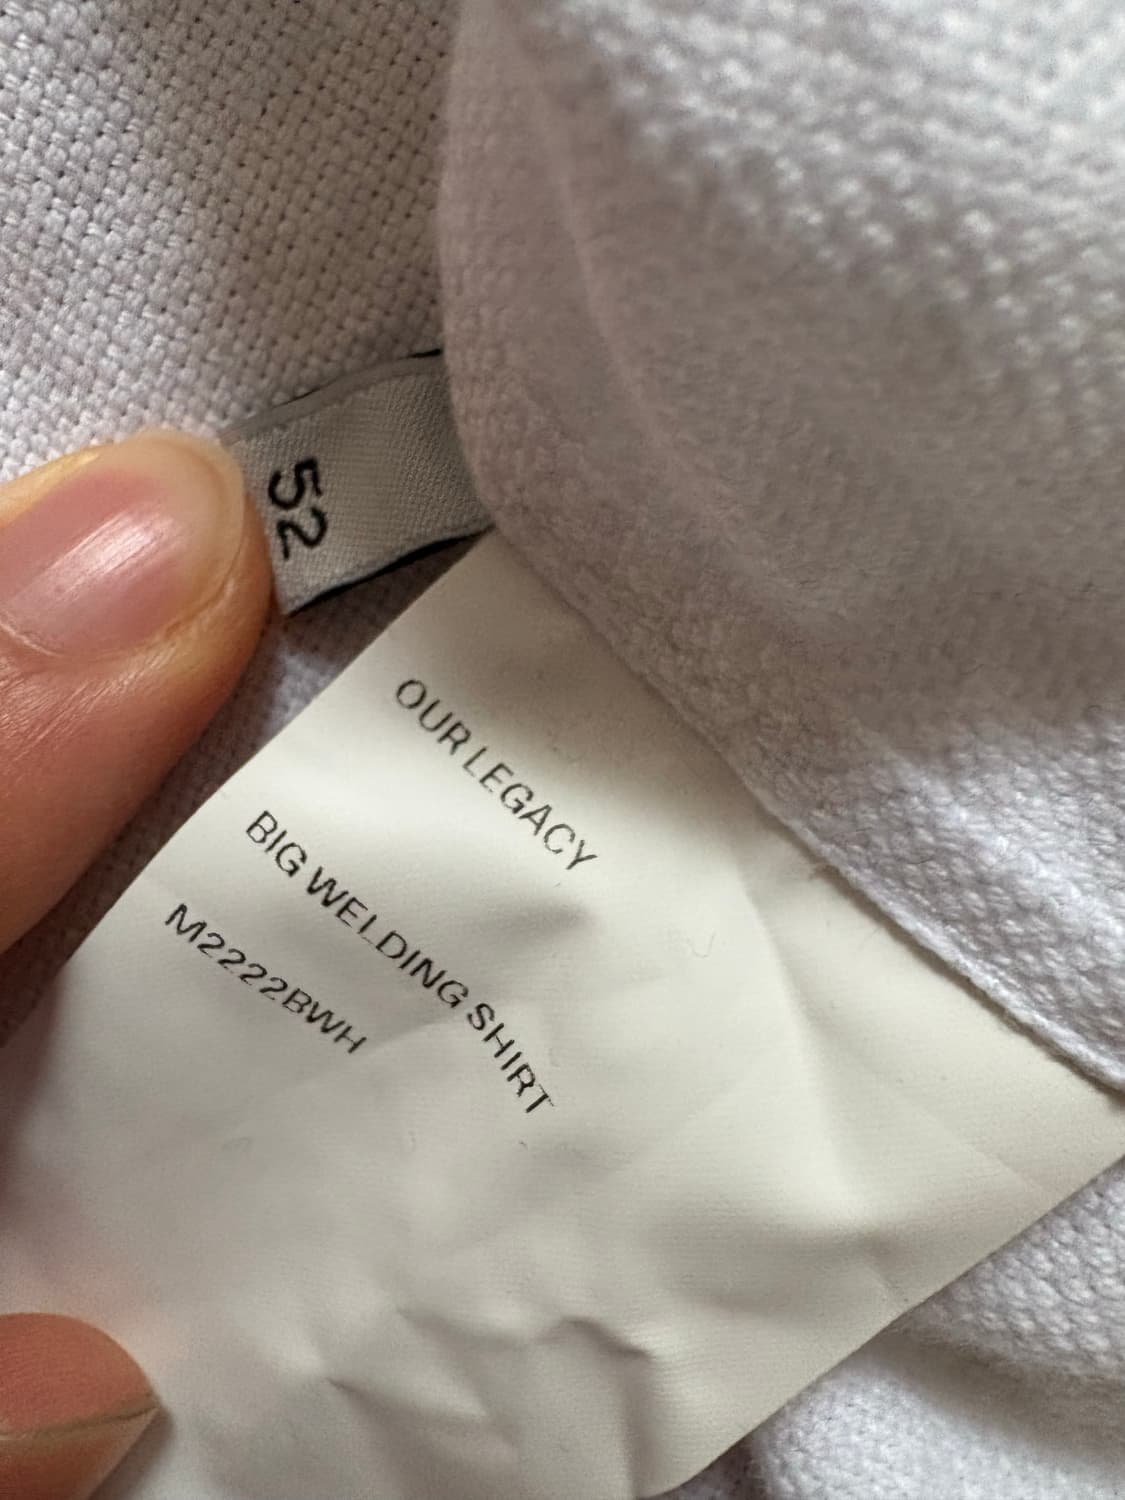 52
OUR LEGACY
BIG WELDING SHIRT
M2222BWH